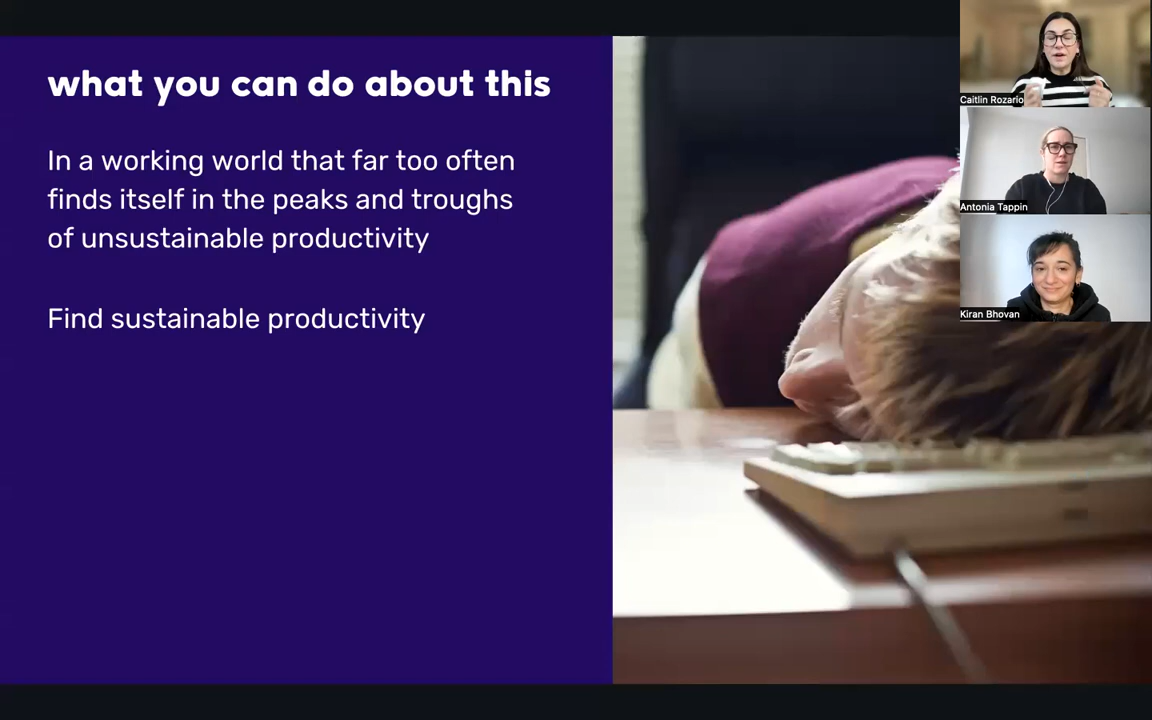 what you can do about this
In a working world that far too often
finds itself in the peaks and troughs
of unsustainable productivity
Find sustainable productivity
Caitlin Rozario
Antonia Tappin
Kiran Bhovan